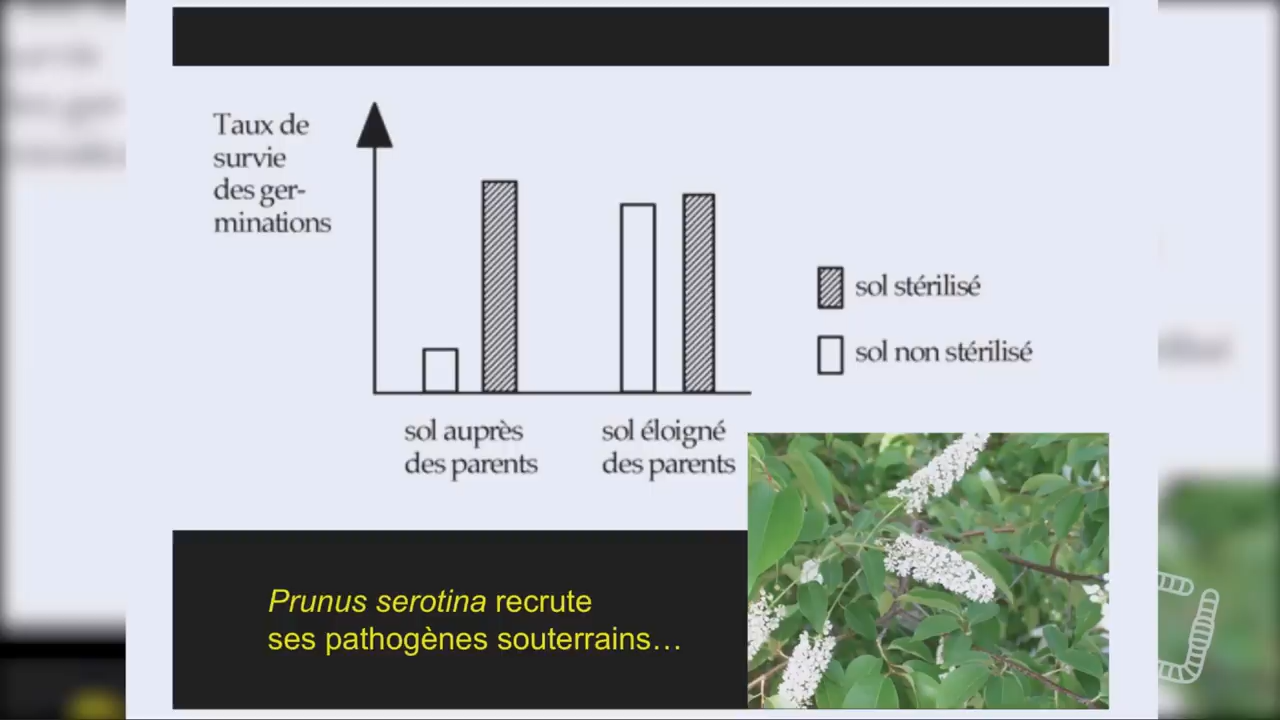 Taux de
survie
des ger-
minations
sol stérilisé
sol non stérilisé
sol auprès
des parents
sol éloigné
des parents
Prunus serotina recrute
ses pathogènes souterrains…